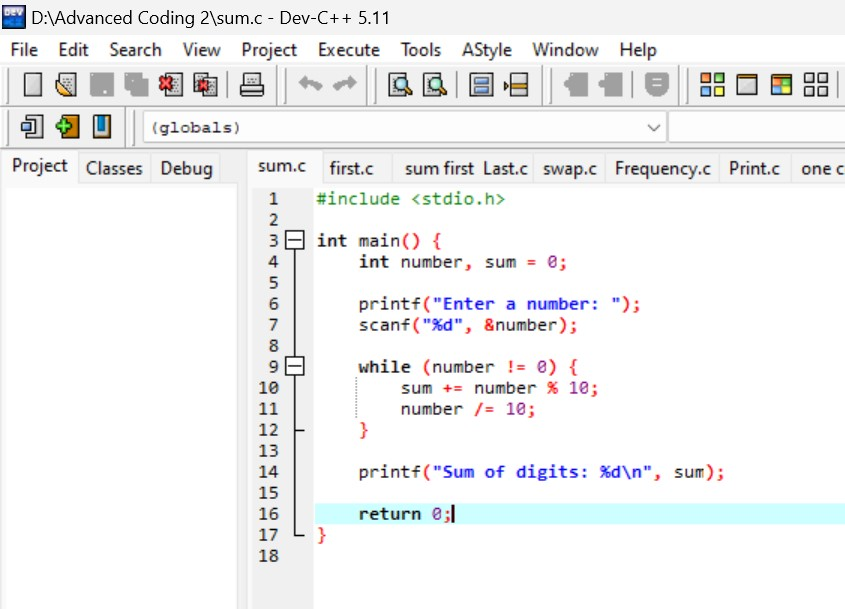 DEV D:\Advanced Coding 2\sum.c - Dev-C++ 5.11
File Edit Search View Project Execute Tools AStyle Window Help
(globals)
Project Classes Debug sum.c first.c sum first Last.c swap.c Frequency.c Print.c one c
1 #include <stdio.h>
2
3 int main() {
4     int number, sum = 0;
5
6     printf("Enter a number: ");
7     scanf("%d", &number);
8
9     while (number != 0) {
10         sum += number % 10;
11         number /= 10;
12     }
13
14     printf("Sum of digits: %d\n", sum);
15
16     return 0;
17 }
18